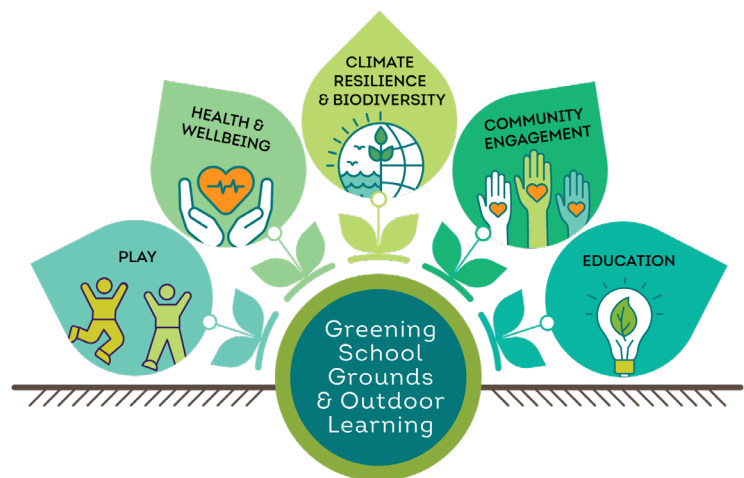 PLAY
HEALTH &
WELLBEING
CLIMATE
RESILIENCE
& BIODIVERSITY
COMMUNITY
ENGAGEMENT
EDUCATION
Greening
School
Grounds
& Outdoor
Learning